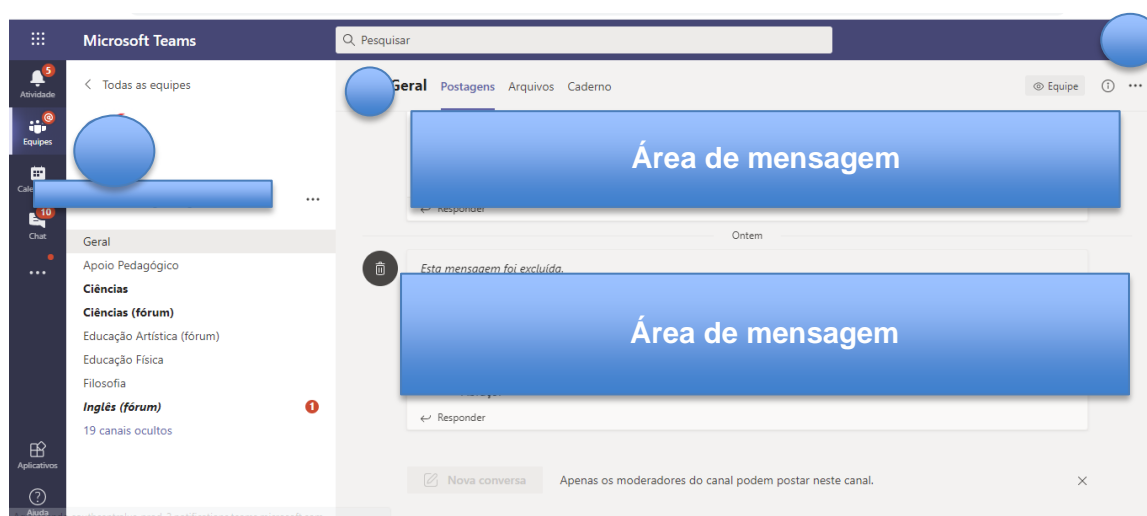 Microsoft Teams
Pesquisar
5
Atividade
Todas as equipes
Geral Postagens Arquivos Caderno
Equipe
@
Equipes
Área de mensagem
Responder
10
Chat
Ontem
Geral
Apoio Pedagógico
Esta mensagem foi excluída.
Ciências
Ciências (fórum)
Educação Artística (fórum)
Área de mensagem
Educação Física
Filosofia
Inglês (fórum) 1
Responder
19 canais ocultos
Aplicativos
Nova conversa
Apenas os moderadores do canal podem postar neste canal.
Ajuda